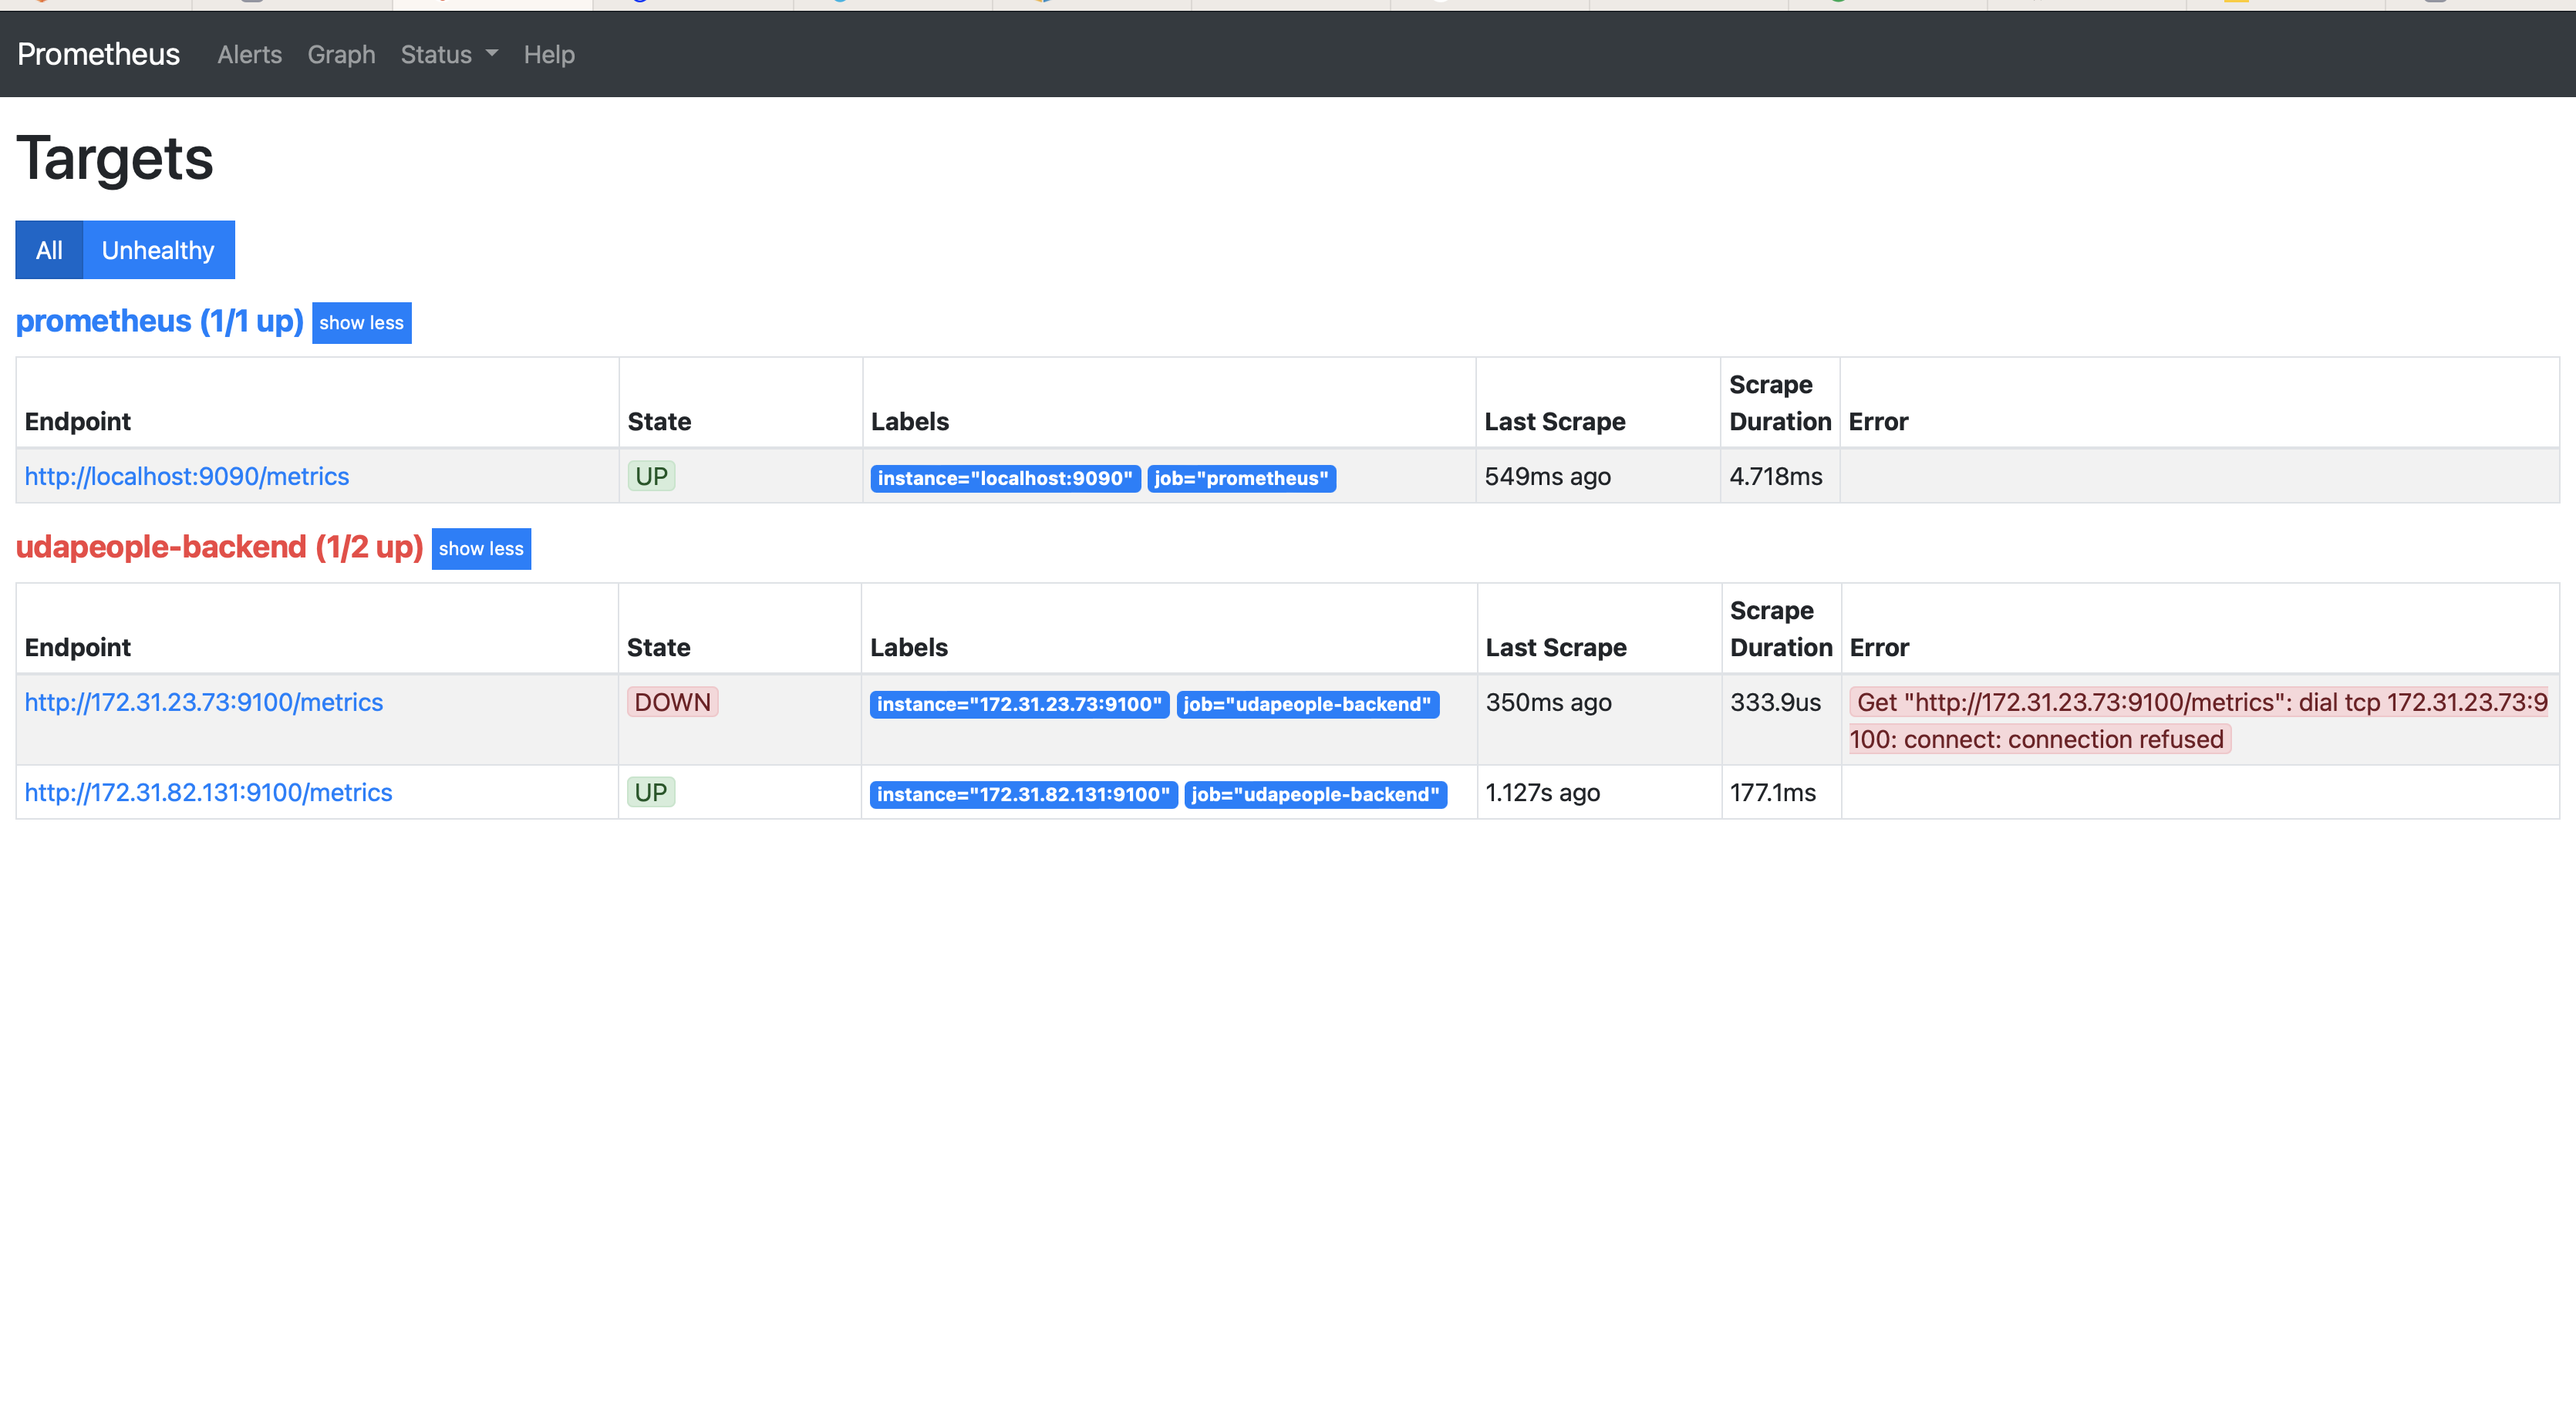 Prometheus Alerts Graph Status Help
Targets
All Unhealthy
prometheus (1/1 up) show less
Endpoint State Labels Last Scrape Scrape Duration Error
http://localhost:9090/metrics UP instance="localhost:9090" job="prometheus" 549ms ago 4.718ms
udapeople-backend (1/2 up) show less
Endpoint State Labels Last Scrape Scrape Duration Error
http://172.31.23.73:9100/metrics DOWN instance="172.31.23.73:9100" job="udapeople-backend" 350ms ago 333.9us Get "http://172.31.23.73:9100/metrics": dial tcp 172.31.23.73:9
100: connect: connection refused
http://172.31.82.131:9100/metrics UP instance="172.31.82.131:9100" job="udapeople-backend" 1.127s ago 177.1ms